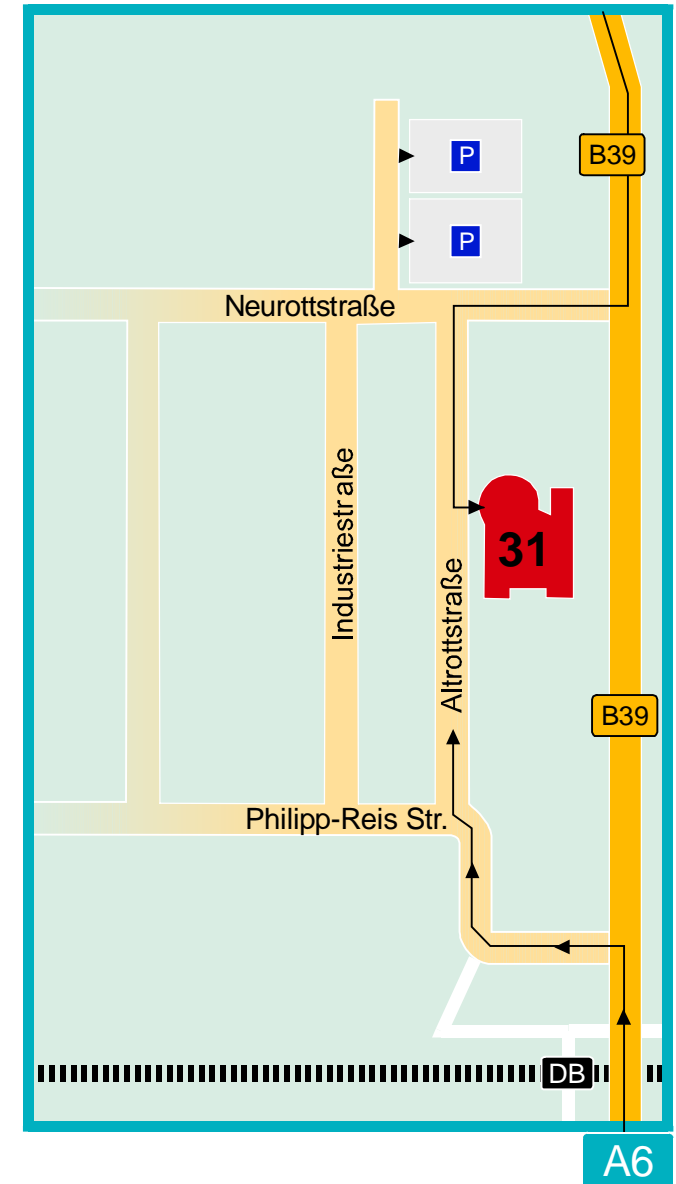 B39
P
P
Neurottstraße
Industriestraße
31
Altrottstraße
B39
Philipp-Reis Str.
DB
A6